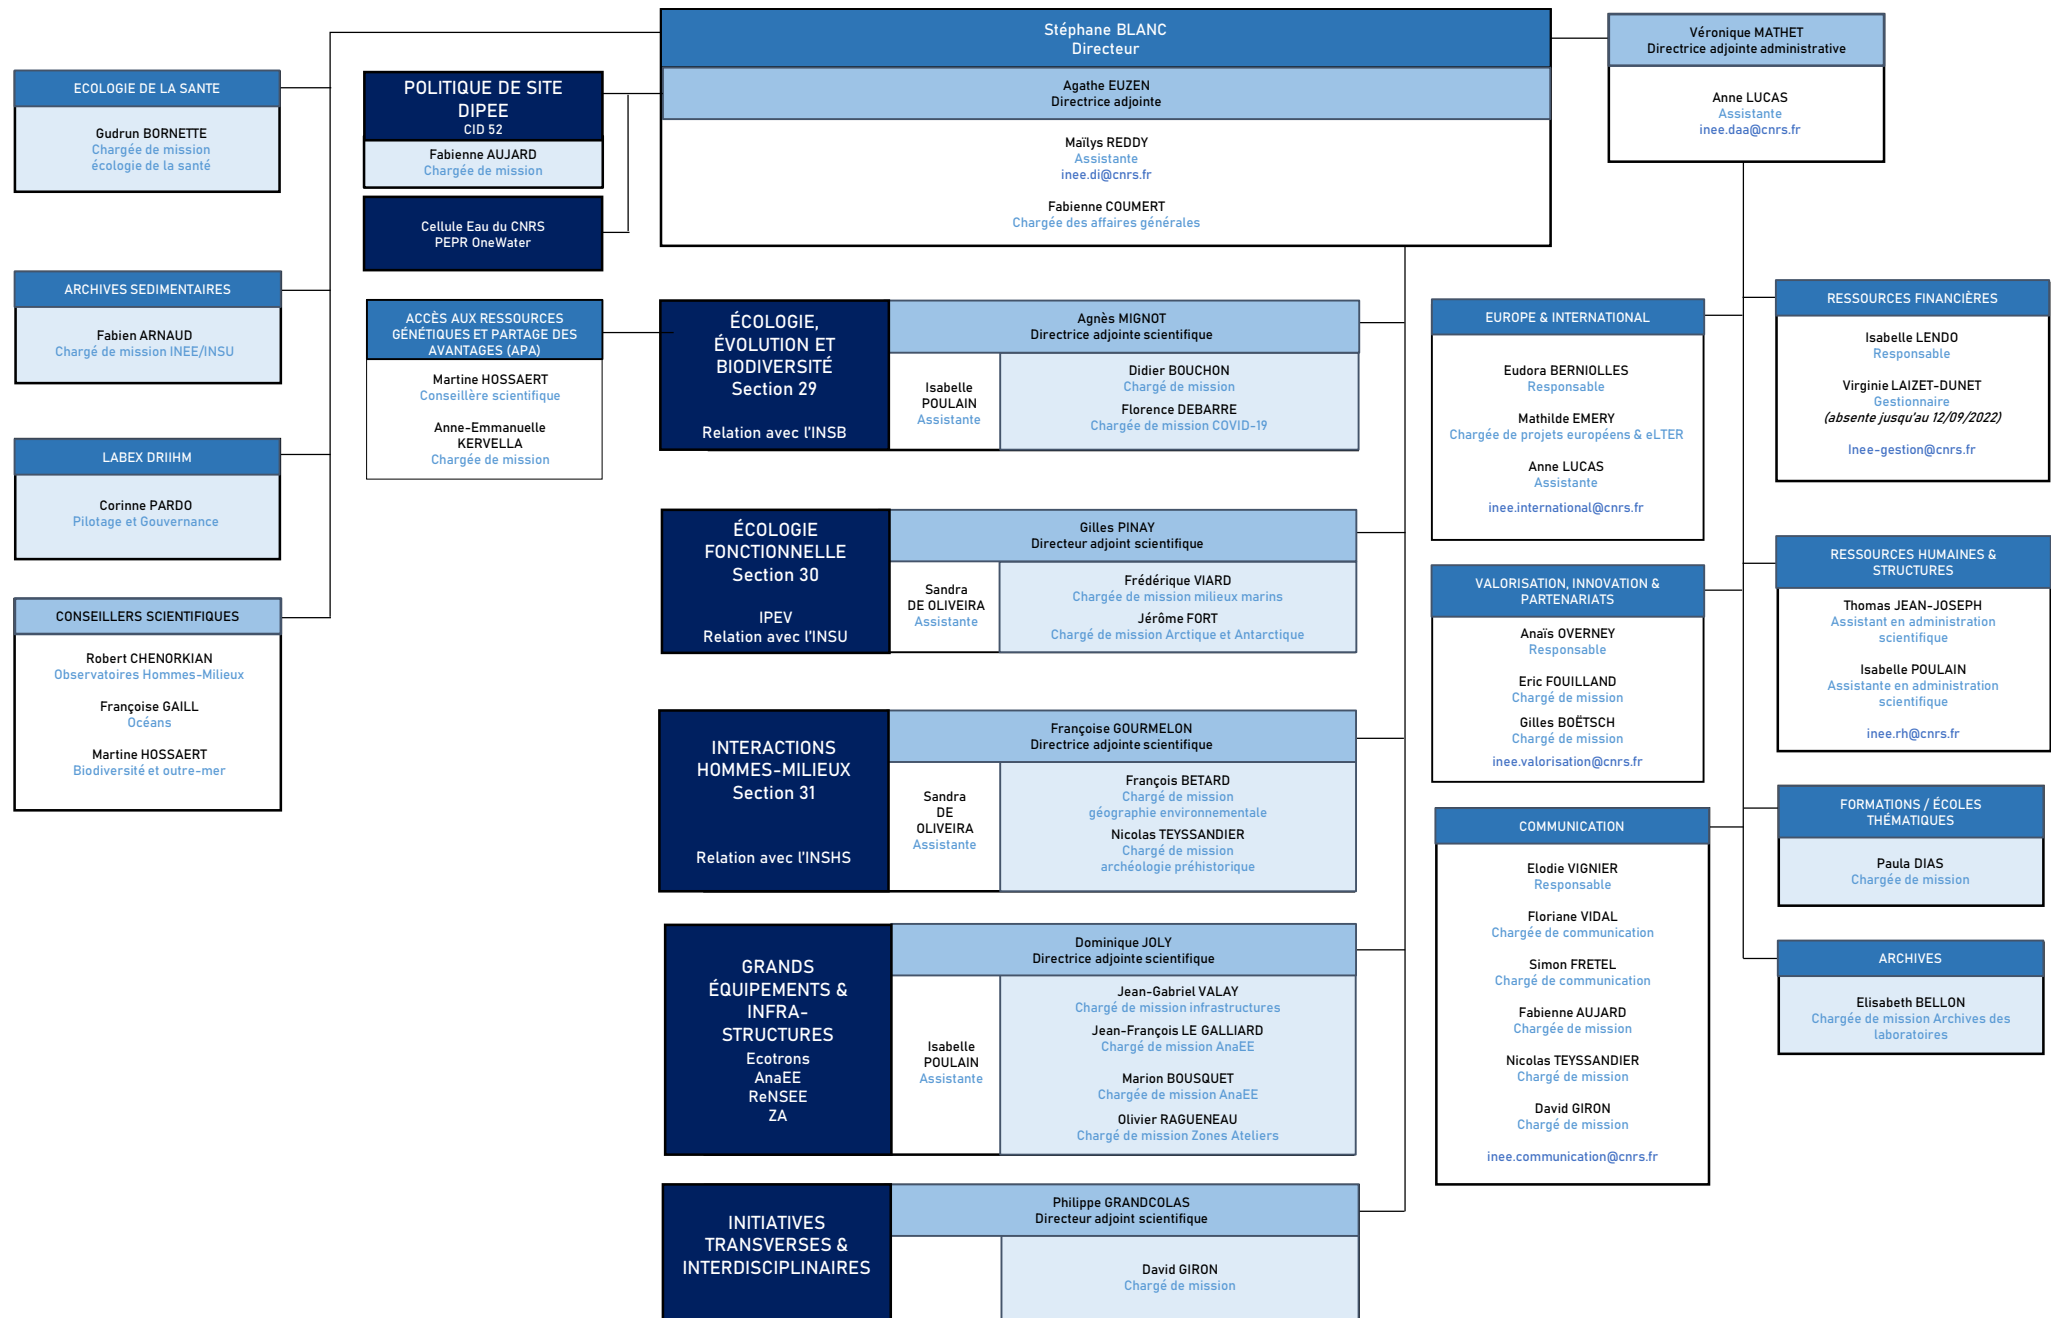 Stéphane BLANC
Directeur
Agathe EUZEN
Directrice adjointe
Maïlys REDDY
Assistante
inee.di@cnrs.fr
Fabienne COUMERT
Chargée des affaires générales
Véronique MATHET
Directrice adjointe administrative
Anne LUCAS
Assistante
inee.daa@cnrs.fr
ECOLOGIE DE LA SANTE
Gudrun BORNETTE
Chargée de mission
écologie de la santé
POLITIQUE DE SITE
DIPEE
CID 52
Fabienne AUJARD
Chargée de mission
Cellule Eau du CNRS
PEPR OneWater
ARCHIVES SEDIMENTAIRES
Fabien ARNAUD
Chargé de mission INEE/INSU
LABEX DRIIHM
Corinne PARDO
Pilotage et Gouvernance
CONSEILLERS SCIENTIFIQUES
Robert CHENORKIAN
Observatoires Hommes-Milieux
Françoise GAILL
Océans
Martine HOSSAERT
Biodiversité et outre-mer
ACCÈS AUX RESSOURCES
GÉNÉTIQUES ET PARTAGE DES
AVANTAGES (APA)
Martine HOSSAERT
Conseillère scientifique
Anne-Emmanuelle
KERVELLA
Chargée de mission
ÉCOLOGIE,
ÉVOLUTION ET
BIODIVERSITÉ
Section 29
Relation avec l'INSB
Agnès MIGNOT
Directrice adjointe scientifique
Isabelle
POULAIN
Assistante
Didier BOUCHON
Chargé de mission
Florence DEBARRE
Chargée de mission COVID-19
ÉCOLOGIE
FONCTIONNELLE
Section 30
IPEV
Relation avec l'INSU
Gilles PINAY
Directeur adjoint scientifique
Sandra
DE OLIVEIRA
Assistante
Frédérique VIARD
Chargée de mission milieux marins
Jérôme FORT
Chargé de mission Arctique et Antarctique
INTERACTIONS
HOMMES-MILIEUX
Section 31
Relation avec l'INSHS
Françoise GOURMELON
Directrice adjointe scientifique
Sandra
DE
OLIVEIRA
Assistante
François BETARD
Chargé de mission
géographie environnementale
Nicolas TEYSSANDIER
Chargé de mission
archéologie préhistorique
GRANDS
ÉQUIPEMENTS &
INFRA-
STRUCTURES
Ecotrons
AnaEE
ReNSEE
ZA
Dominique JOLY
Directrice adjointe scientifique
Isabelle
POULAIN
Assistante
Jean-Gabriel VALAY
Chargé de mission infrastructures
Jean-François LE GALLIARD
Chargé de mission AnaEE
Marion BOUSQUET
Chargée de mission AnaEE
Olivier RAGUENEAU
Chargé de mission Zones Ateliers
INITIATIVES
TRANSVERSES &
INTERDISCIPLINAIRES
Philippe GRANDCOLAS
Directeur adjoint scientifique
David GIRON
Chargé de mission
EUROPE & INTERNATIONAL
Eudora BERNIOLLES
Responsable
Mathilde EMERY
Chargée de projets européens & eLTER
Anne LUCAS
Assistante
inee.international@cnrs.fr
VALORISATION, INNOVATION &
PARTENARIATS
Anaïs OVERNEY
Responsable
Eric FOUILLAND
Chargé de mission
Gilles BOËTSCH
Chargé de mission
inee.valorisation@cnrs.fr
COMMUNICATION
Elodie VIGNIER
Responsable
Floriane VIDAL
Chargée de communication
Simon FRETEL
Chargé de communication
Fabienne AUJARD
Chargée de mission
Nicolas TEYSSANDIER
Chargé de mission
David GIRON
Chargé de mission
inee.communication@cnrs.fr
RESSOURCES FINANCIÈRES
Isabelle LENDO
Responsable
Virginie LAIZET-DUNET
Gestionnaire
(absente jusqu'au 12/09/2022)
Inee-gestion@cnrs.fr
RESSOURCES HUMAINES &
STRUCTURES
Thomas JEAN-JOSEPH
Assistant en administration
scientifique
Isabelle POULAIN
Assistante en administration
scientifique
inee.rh@cnrs.fr
FORMATIONS / ÉCOLES
THÉMATIQUES
Paula DIAS
Chargée de mission
ARCHIVES
Elisabeth BELLON
Chargée de mission Archives des
laboratoires